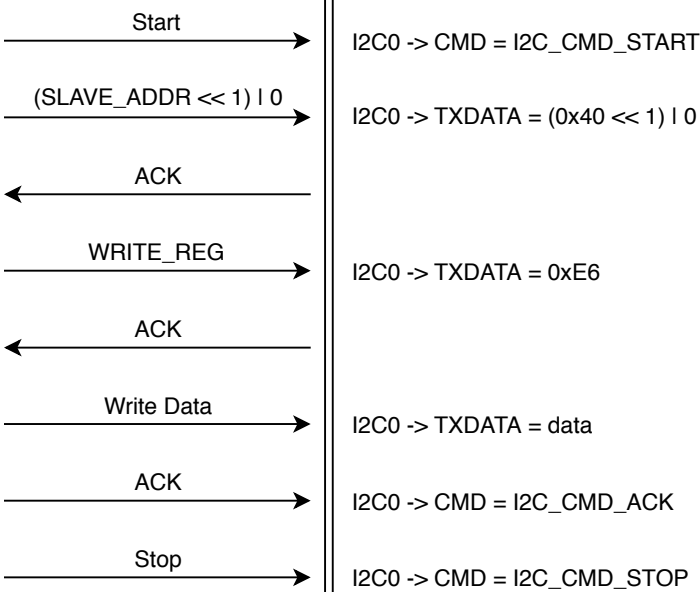 Start
I2C0 -> CMD = I2C_CMD_START
(SLAVE_ADDR << 1) | 0
I2C0 -> TXDATA = (0x40 << 1) | 0
ACK
WRITE_REG
I2C0 -> TXDATA = 0xE6
ACK
Write Data
I2C0 -> TXDATA = data
ACK
I2C0 -> CMD = I2C_CMD_ACK
Stop
I2C0 -> CMD = I2C_CMD_STOP